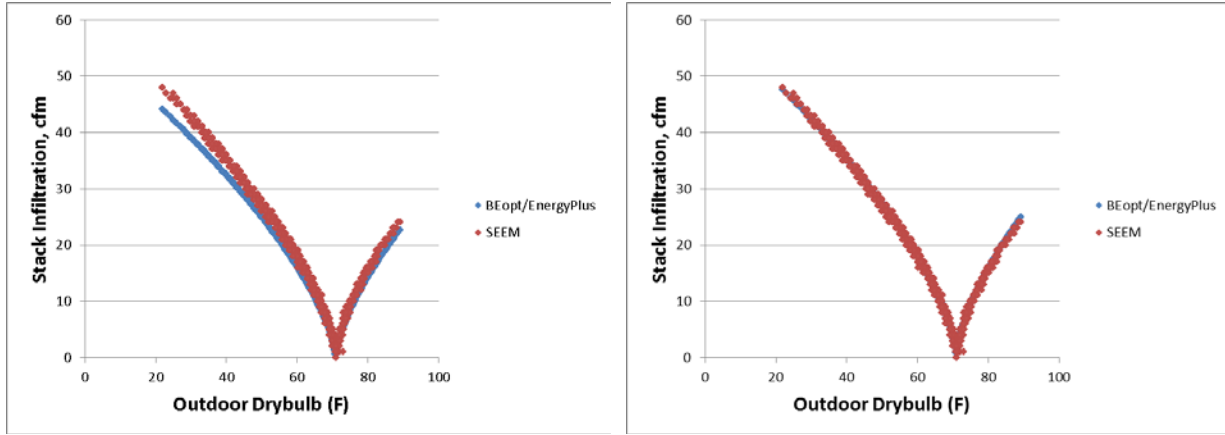 60
50
40
30
20
10
0
Stack Infiltration, cfm
0 20 40 60 80 100
Outdoor Drybulb (F)
BEopt/EnergyPlus
SEEM
60
50
40
30
20
10
0
Stack Infiltration, cfm
0 20 40 60 80 100
Outdoor Drybulb (F)
BEopt/EnergyPlus
SEEM